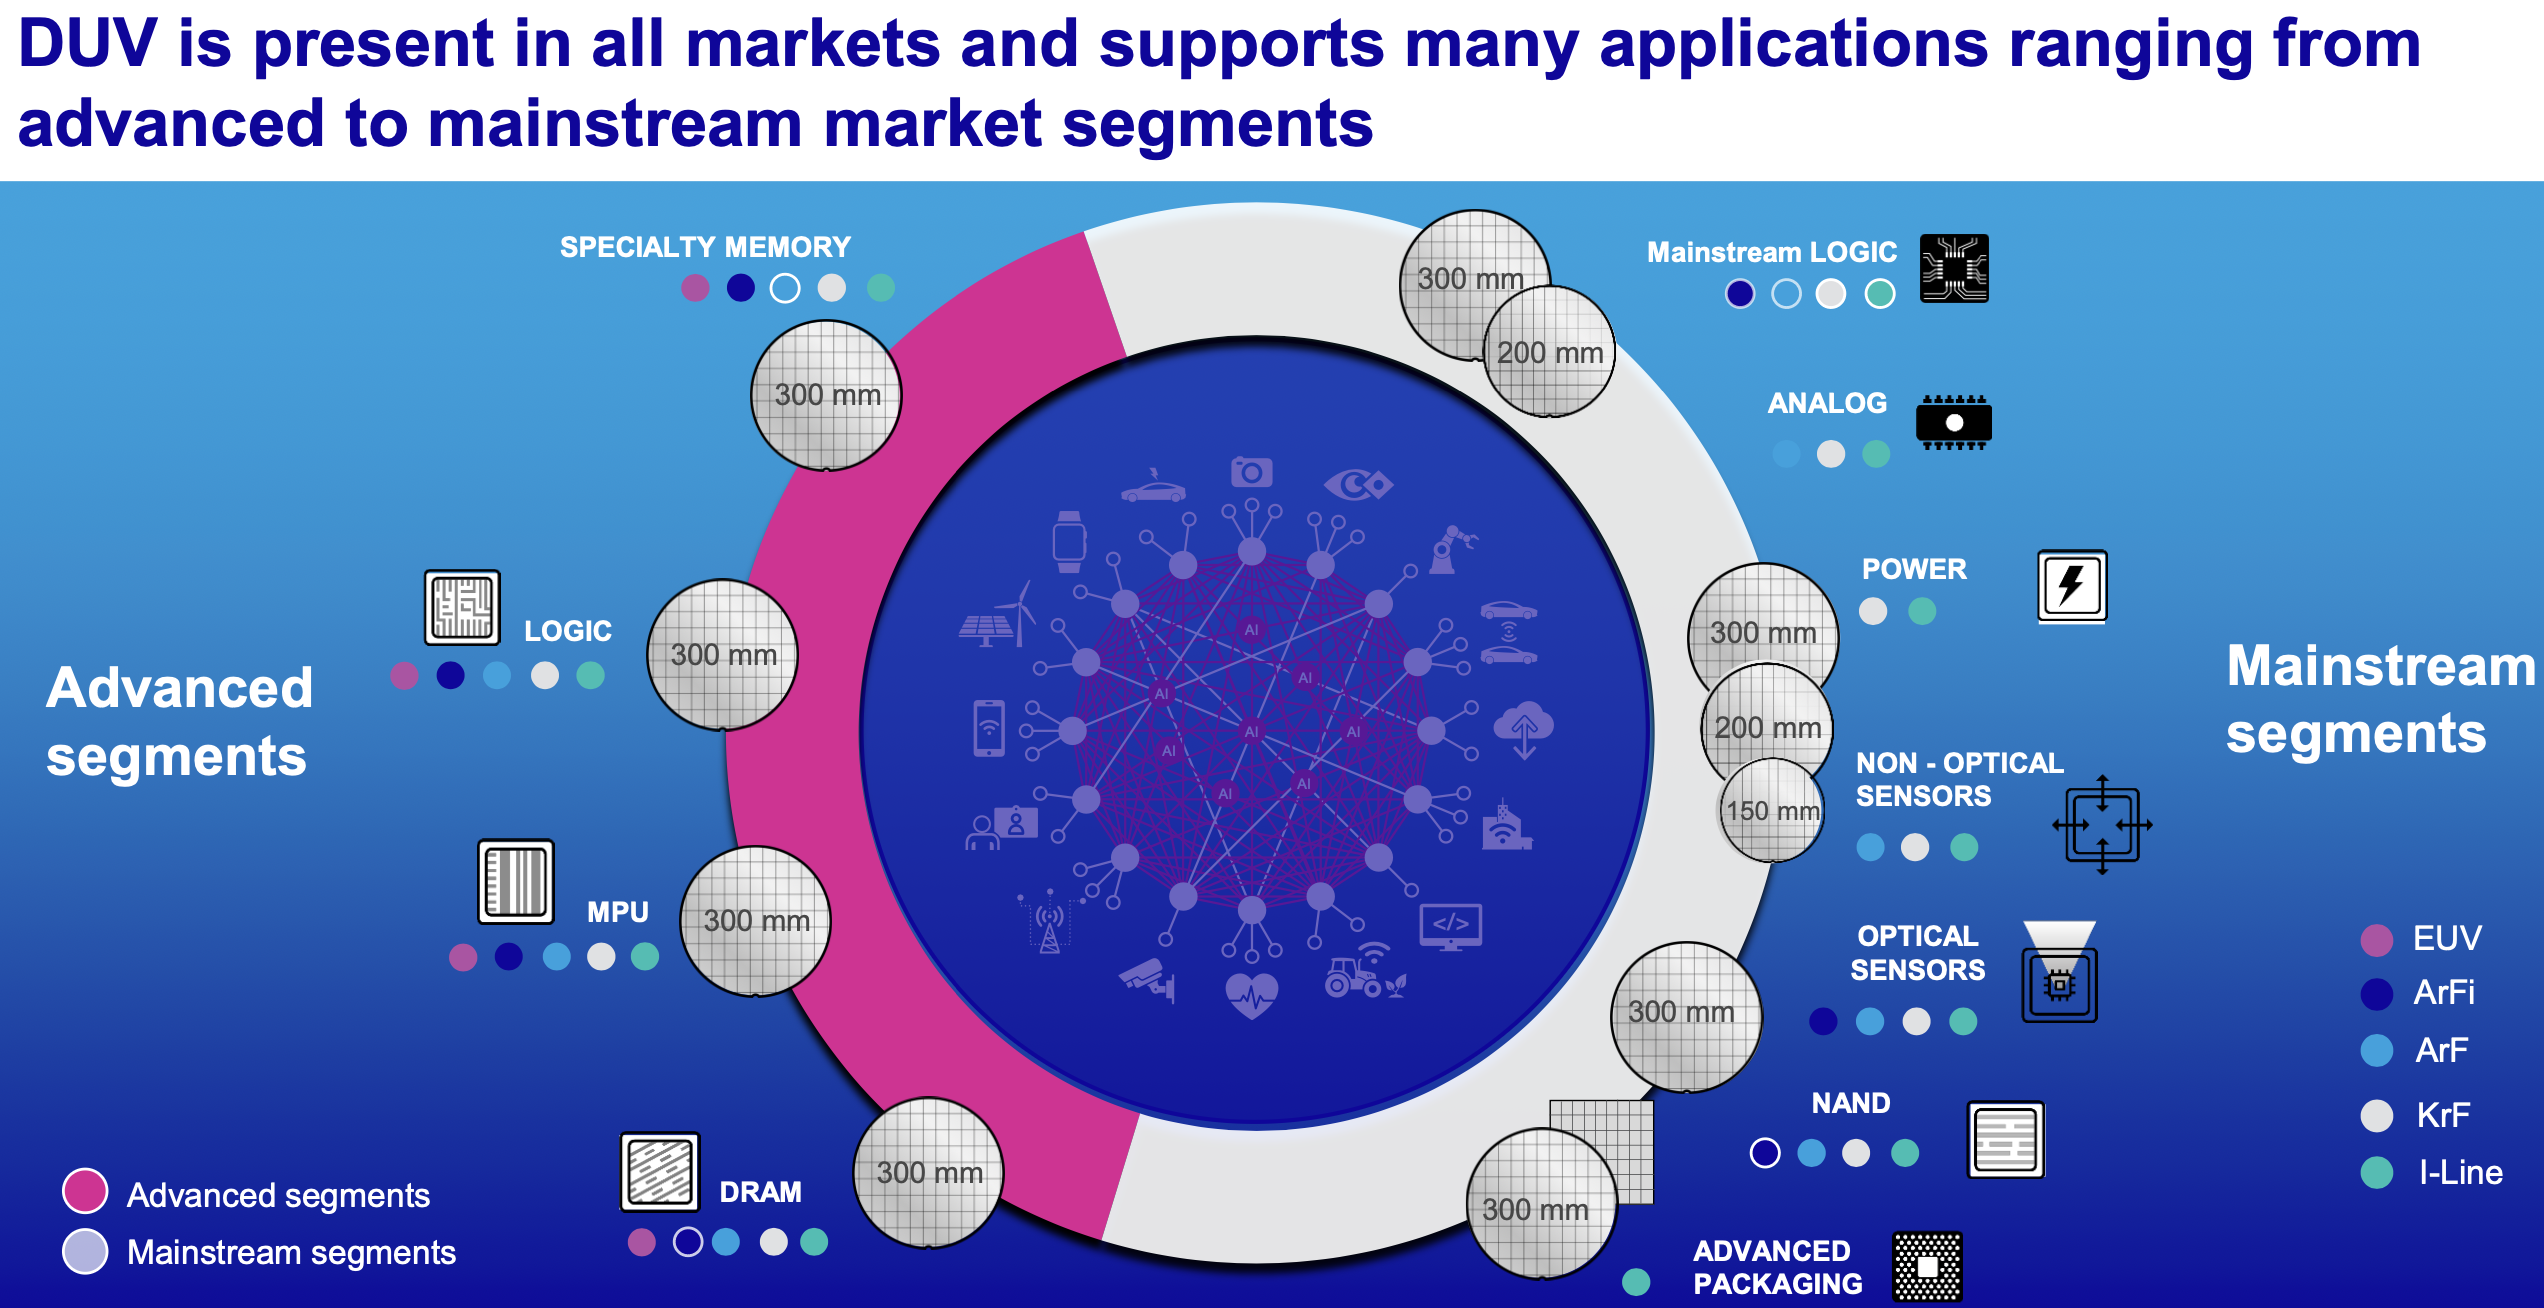 DUV is present in all markets and supports many applications ranging from
advanced to mainstream market segments
SPECIALTY MEMORY
300 mm
LOGIC
300 mm
Advanced
segments
MPU
300 mm
DRAM
300 mm
Advanced segments
Mainstream segments
AI
AI
AI
AI
AI
AI
AI
AI
</>
300 mm
200 mm
Mainstream LOGIC
ANALOG
POWER
300 mm
200 mm
150 mm
NON - OPTICAL
SENSORS
Mainstream
segments
OPTICAL
SENSORS
300 mm
NAND
300 mm
ADVANCED
PACKAGING
EUV
ArFi
ArF
KrF
I-Line